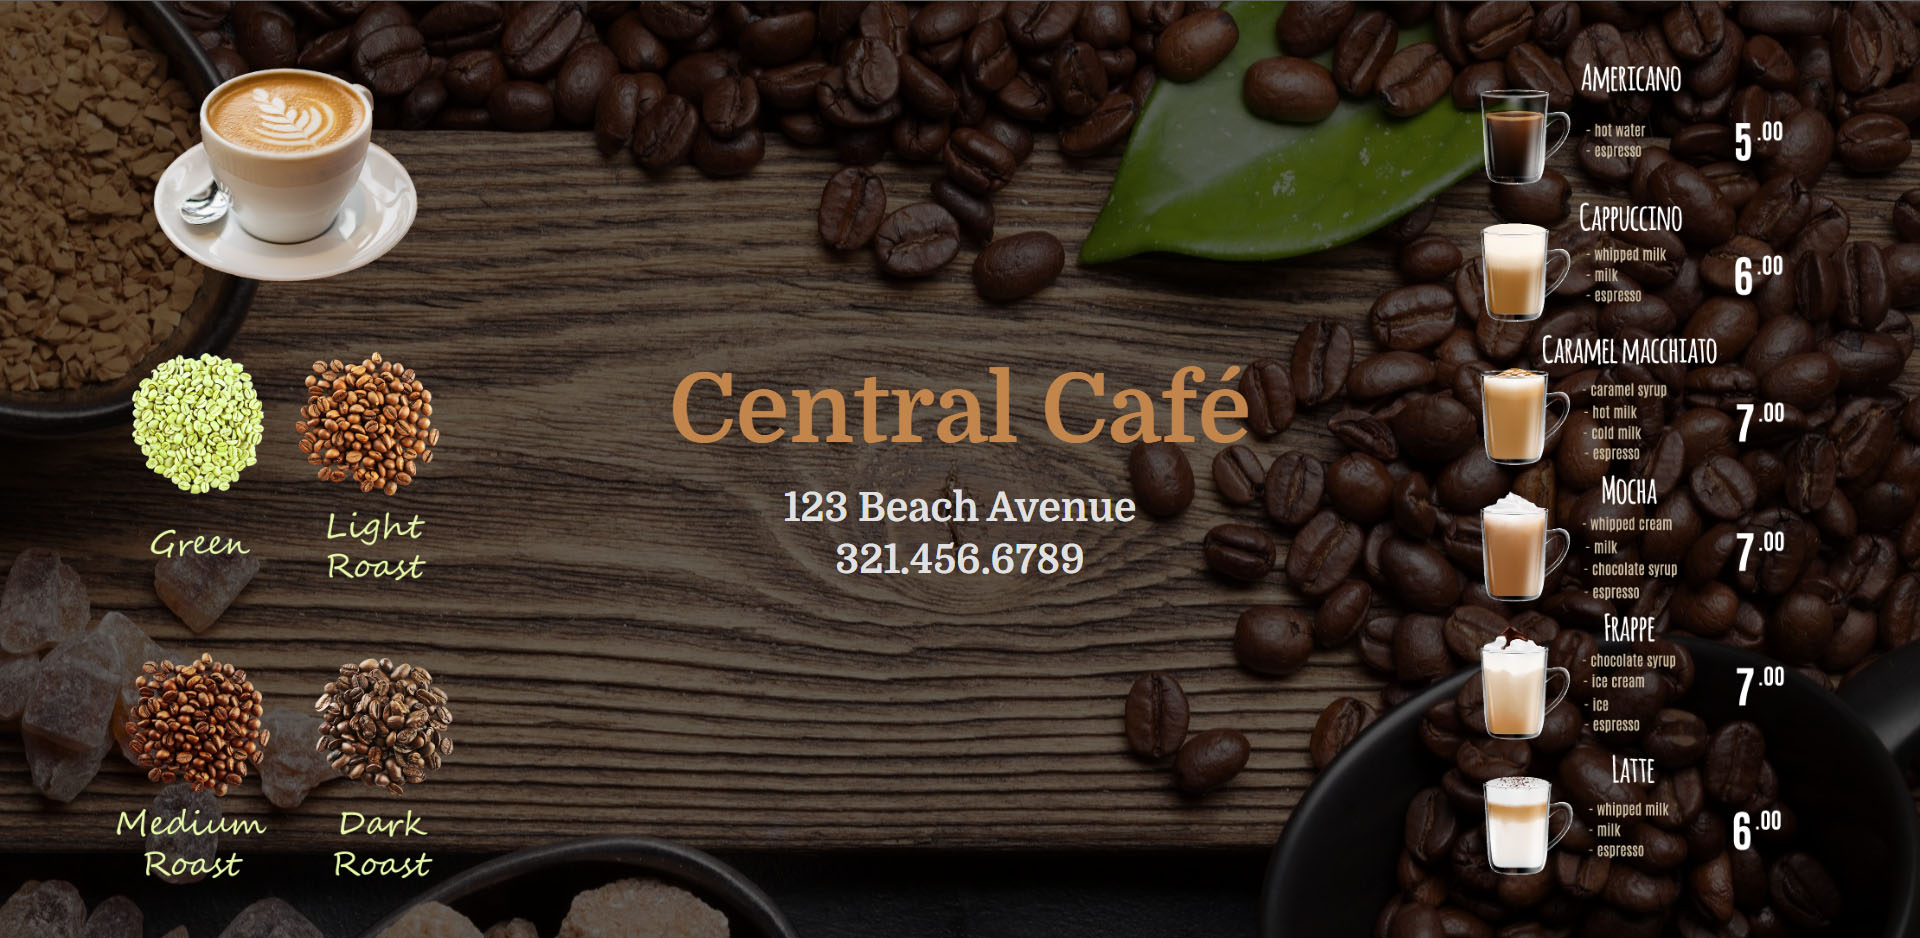 Central Café
123 Beach Avenue
321.456.6789
Green
Light
Roast
Medium
Roast
Dark
Roast
AMERICANO
- hot water
- espresso
5.00
CAPPUCCINO
- whipped milk
- milk
- espresso
6.00
CARAMEL MACCHIATO
- caramel syrup
- hot milk
- cold milk
- espresso
7.00
MOCHA
- whipped cream
- milk
- chocolate syrup
- espresso
7.00
FRAPPE
- chocolate syrup
- ice cream
- ice
- espresso
7.00
LATTE
- whipped milk
- milk
- espresso
6.00